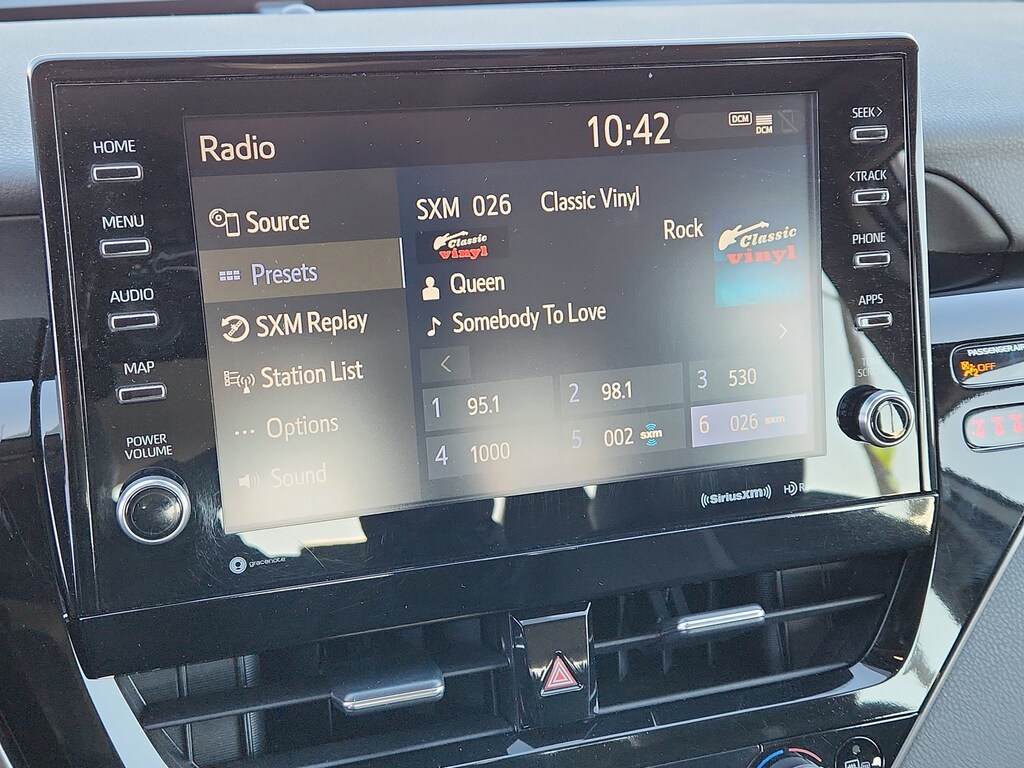 HOME
MENU
AUDIO
MAP
POWER
VOLUME
Radio
10:42
DCM
DCM
Source
Presets
SXM Replay
Station List
... Options
Sound
SXM 026 Classic Vinyl
Rock
Classic
vinyl
Classic
vinyl
Queen
Somebody To Love
<
>
1 95.1
2 98.1
3 530
4 1000
5 002 sxm
6 026 sxm
SEEK>
<TRACK
PHONE
APPS
gracenote
((SiriusXM))
HD R
PASSENGER AIR
OFF